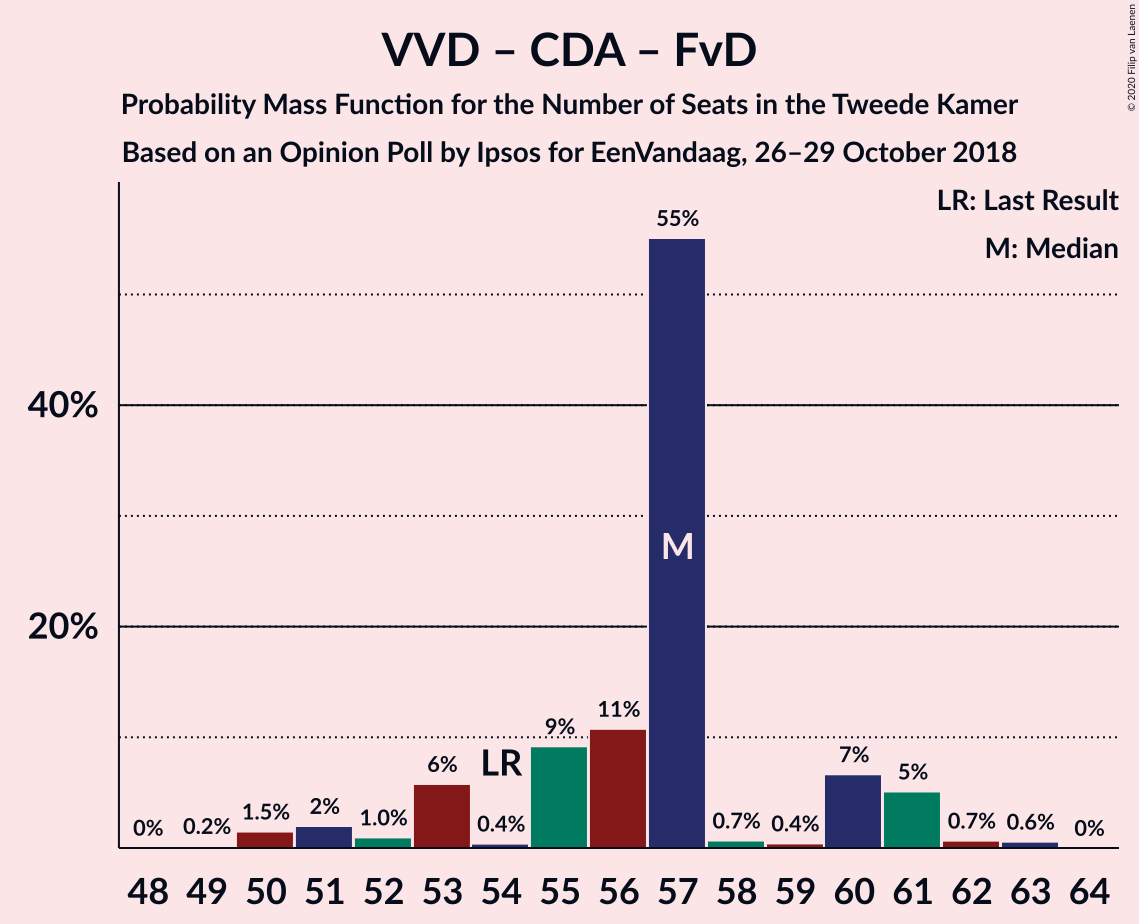 © 2020 Filip van Laenen
VVD – CDA – FvD
Probability Mass Function for the Number of Seats in the Tweede Kamer
Based on an Opinion Poll by Ipsos for EenVandaag, 26–29 October 2018
LR: Last Result
M: Median
40%
20%
0%
0.2%
1.5%
2%
1.0%
6%
0.4%
LR
9%
11%
55%
M
0.7%
0.4%
7%
5%
0.7%
0.6%
0%
48 49 50 51 52 53 54 55 56 57 58 59 60 61 62 63 64